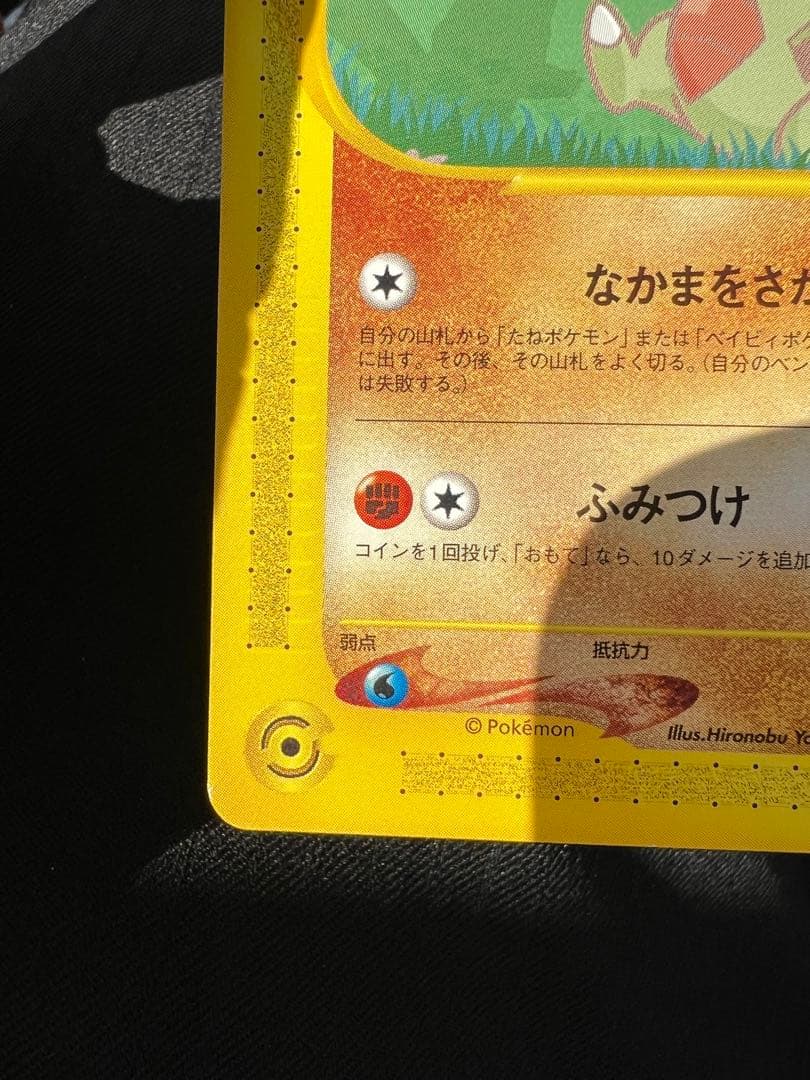 なかまをさが
自分の山札から「たねポケモン」または「ベイビィポケ
に出す。その後、その山札をよく切る。（自分のベン
は失敗する。）
ふみつけ
コインを1回投げ、「おもて」なら、10ダメージを追加
弱点
抵抗力
© Pokémon
Illus.Hironobu Yo